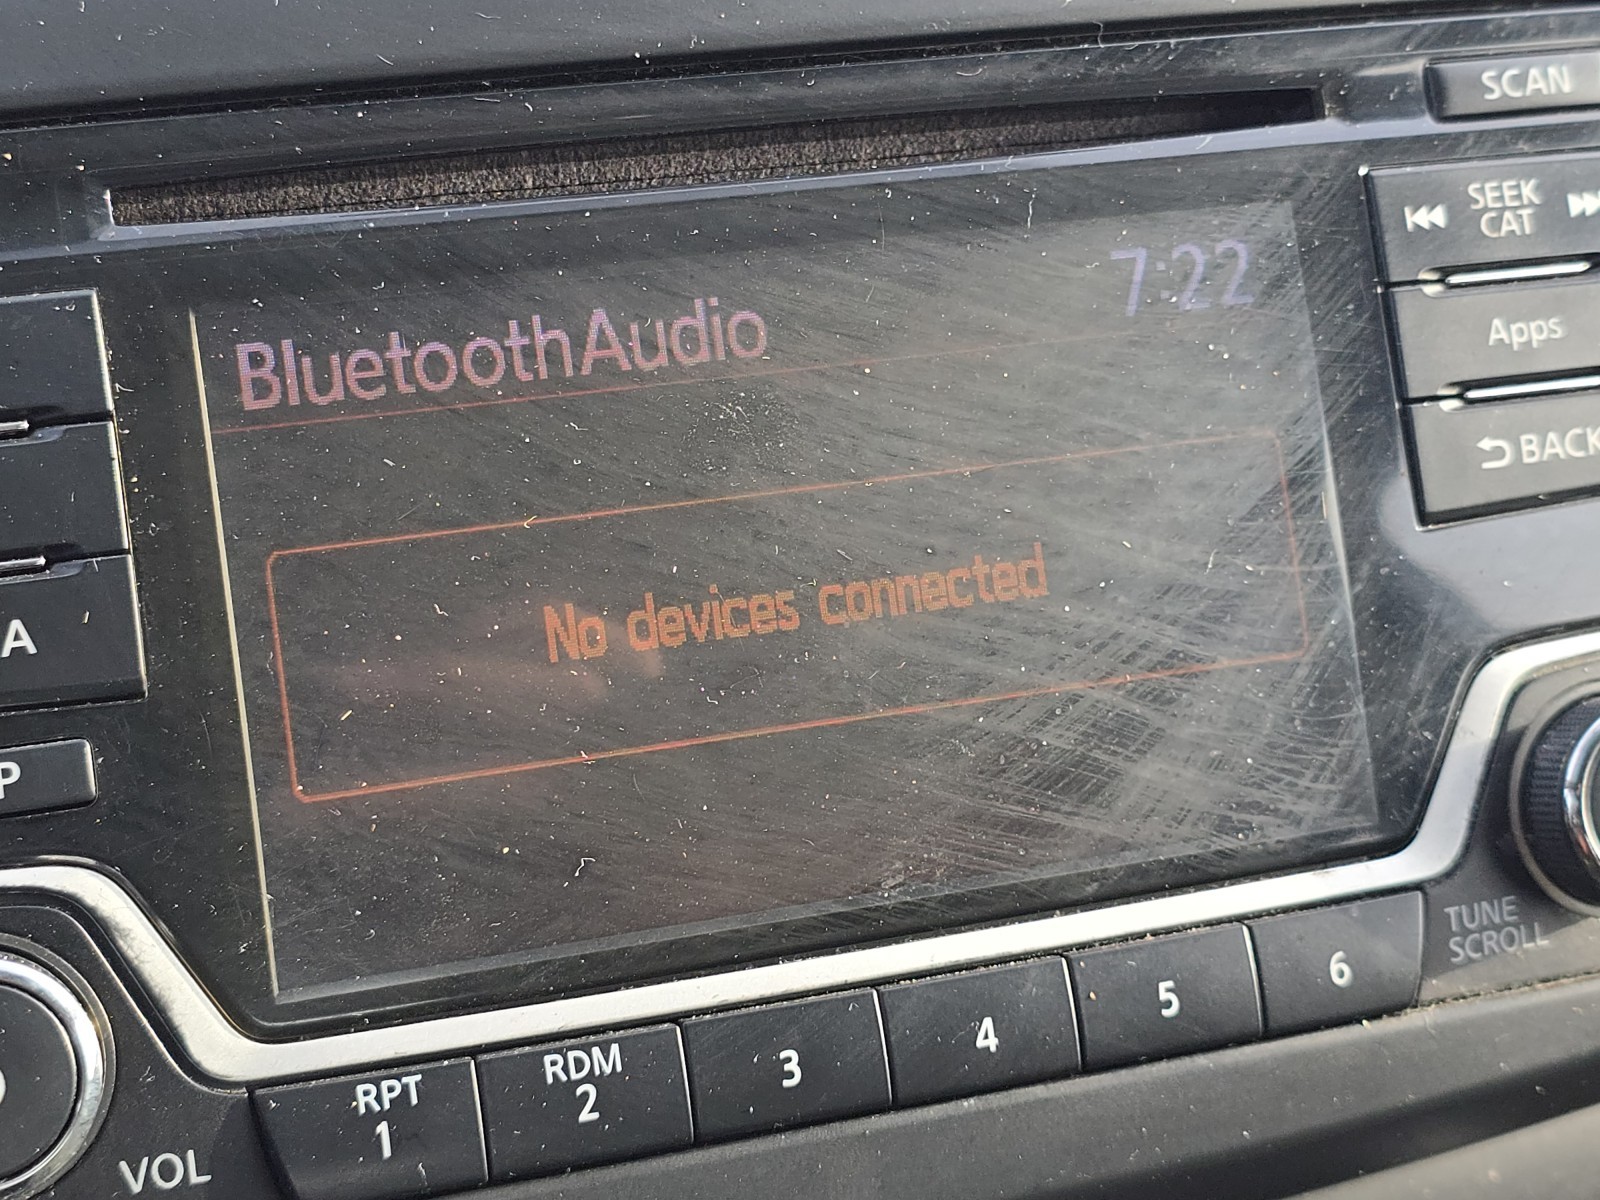 SCAN
SEEK
CAT
Apps
BACK
7:22
BluetoothAudio
No devices connected
A
P
TUNE
SCROLL
RPT
1
RDM
2
3
4
5
6
VOL